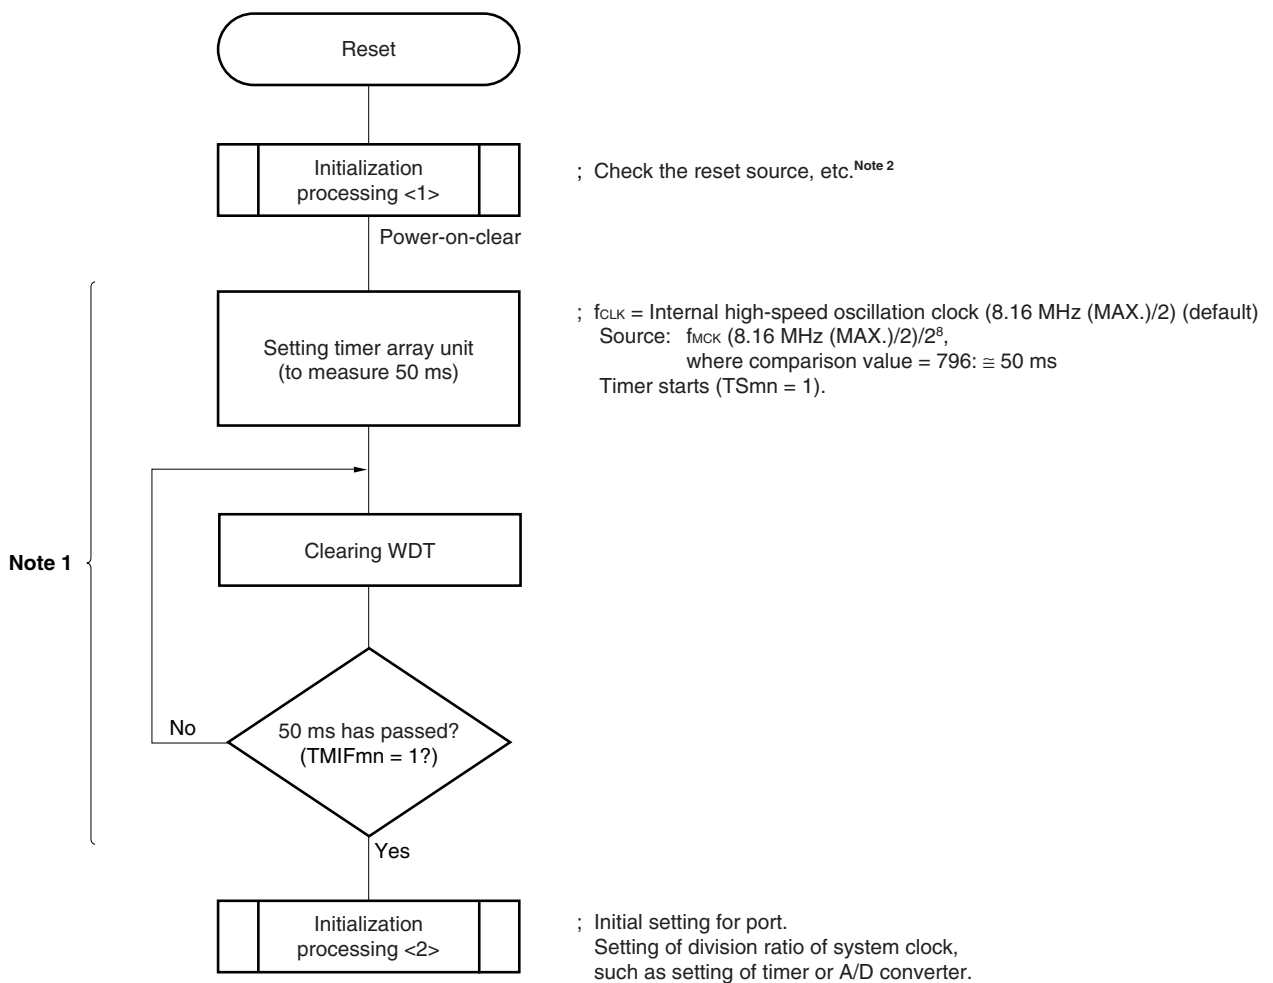 Reset
Initialization
processing <1>
; Check the reset source, etc.Note 2
Power-on-clear
Setting timer array unit
(to measure 50 ms)
; fCLK = Internal high-speed oscillation clock (8.16 MHz (MAX.)/2) (default)
Source: fMCK (8.16 MHz (MAX.)/2)/2⁸,
where comparison value = 796: ≅ 50 ms
Timer starts (TSmn = 1).
Clearing WDT
Note 1
No
50 ms has passed?
(TMIFmn = 1?)
Yes
Initialization
processing <2>
; Initial setting for port.
Setting of division ratio of system clock,
such as setting of timer or A/D converter.